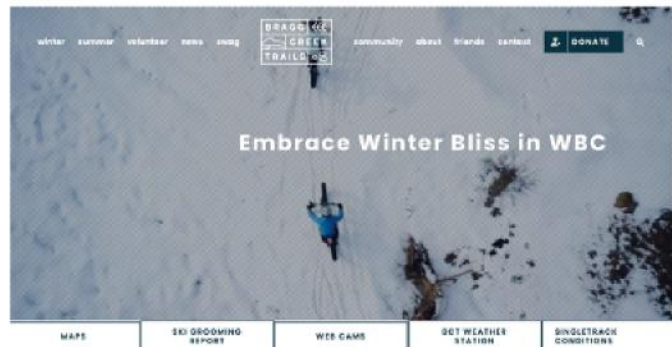 winter summer volunteer news swag
BRAGG
CREEK
TRAILS
community about friends contact DONATE
Embrace Winter Bliss in WBC
MAPS
SKI GROOMING
REPORT
WEB CAMS
GCT WEATHER
STATION
SINGLETRACK
CONDITIONS